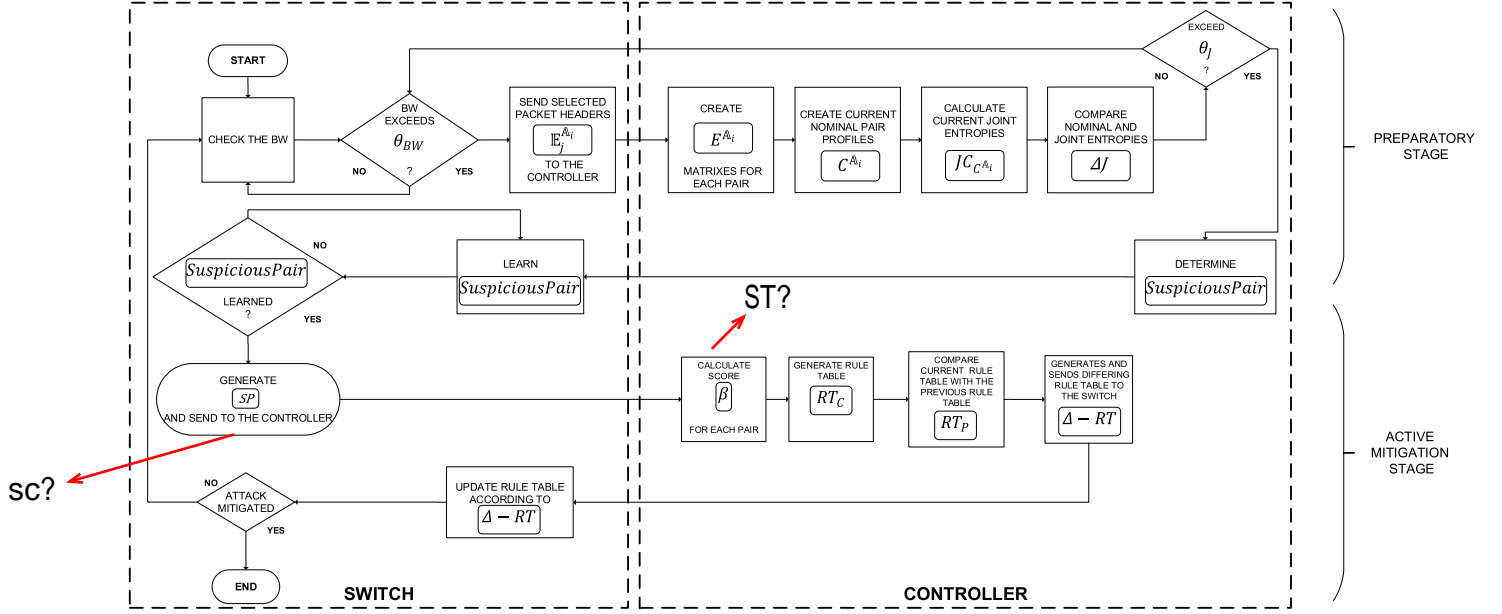 START
CHECK THE BW
BW
EXCEEDS
θ_BW
?
NO
YES
SEND SELECTED
PACKET HEADERS
𝔼_j^{𝔸_i}
TO THE
CONTROLLER
CREATE
E^{𝔸_i}
MATRIXES FOR
EACH PAIR
CREATE CURRENT
NOMINAL PAIR
PROFILES
C^{𝔸_i}
CALCULATE
CURRENT JOINT
ENTROPIES
JC_{C^{𝔸_i}}
COMPARE
NOMINAL AND
JOINT ENTROPIES
ΔJ
EXCEED
θ_J
?
NO
YES
PREPARATORY
STAGE
DETERMINE
SuspiciousPair
LEARN
SuspiciousPair
NO
SuspiciousPair
LEARNED
?
YES
ST?
GENERATE
SP
AND SEND TO THE CONTROLLER
sc?
CALCULATE
SCORE
β
FOR EACH PAIR
GENERATE RULE
TABLE
RT_C
COMPARE
CURRENT RULE
TABLE WITH THE
PREVIOUS RULE
TABLE
RT_P
GENERATES AND
SENDS DIFFERING
RULE TABLE TO
THE SWITCH
Δ − RT
ACTIVE
MITIGATION
STAGE
UPDATE RULE TABLE
ACCORDING TO
Δ − RT
NO
ATTACK
MITIGATED
YES
END
SWITCH
CONTROLLER